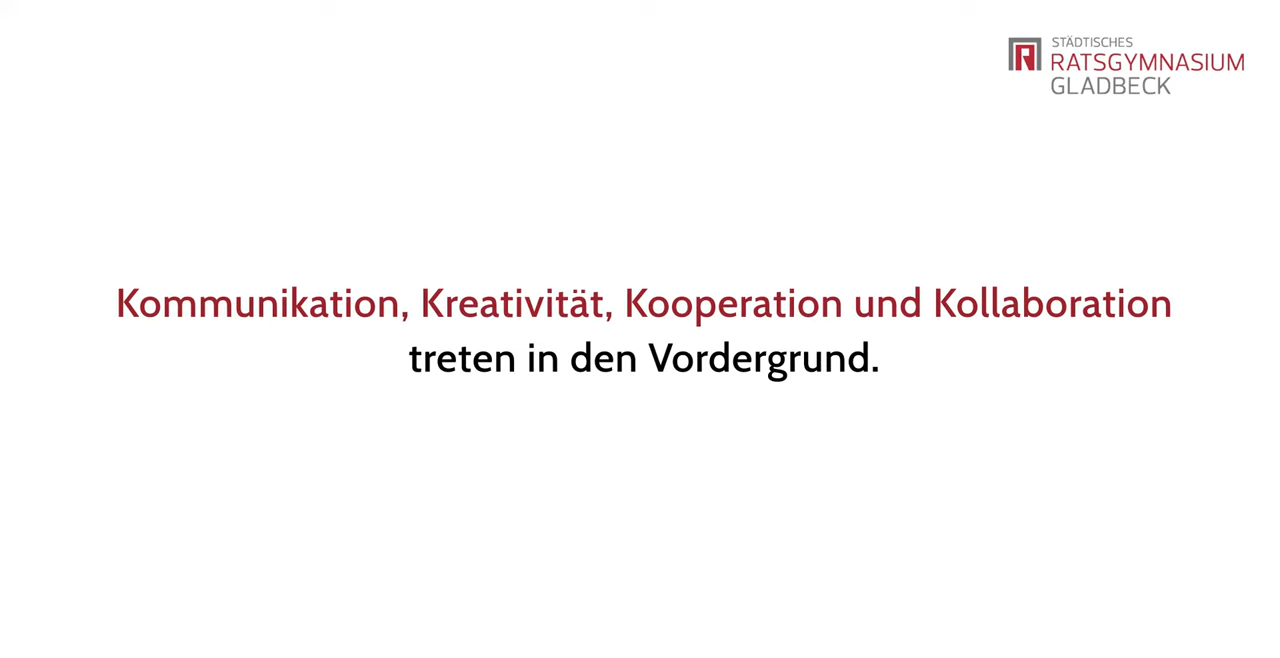 STÄDTISCHES
RATSGYMNASIUM
GLADBECK
Kommunikation, Kreativität, Kooperation und Kollaboration
treten in den Vordergrund.